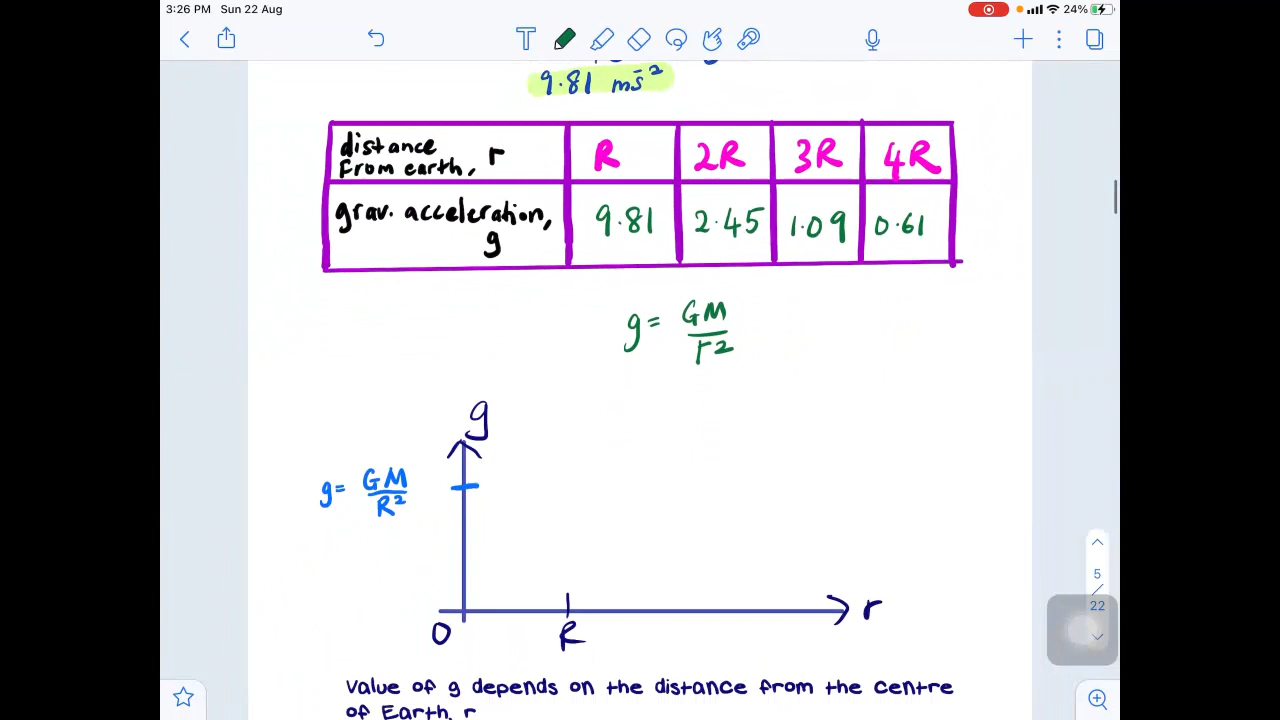 3:26 PM Sun 22 Aug
24%
9.81 ms⁻²
distance from earth, r R 2R 3R 4R
grav. acceleration, g 9.81 2.45 1.09 0.61
g = GM/r²
g
g = GM/R²
r
O R
5
/
22
Value of g depends on the distance from the centre
of Earth, r